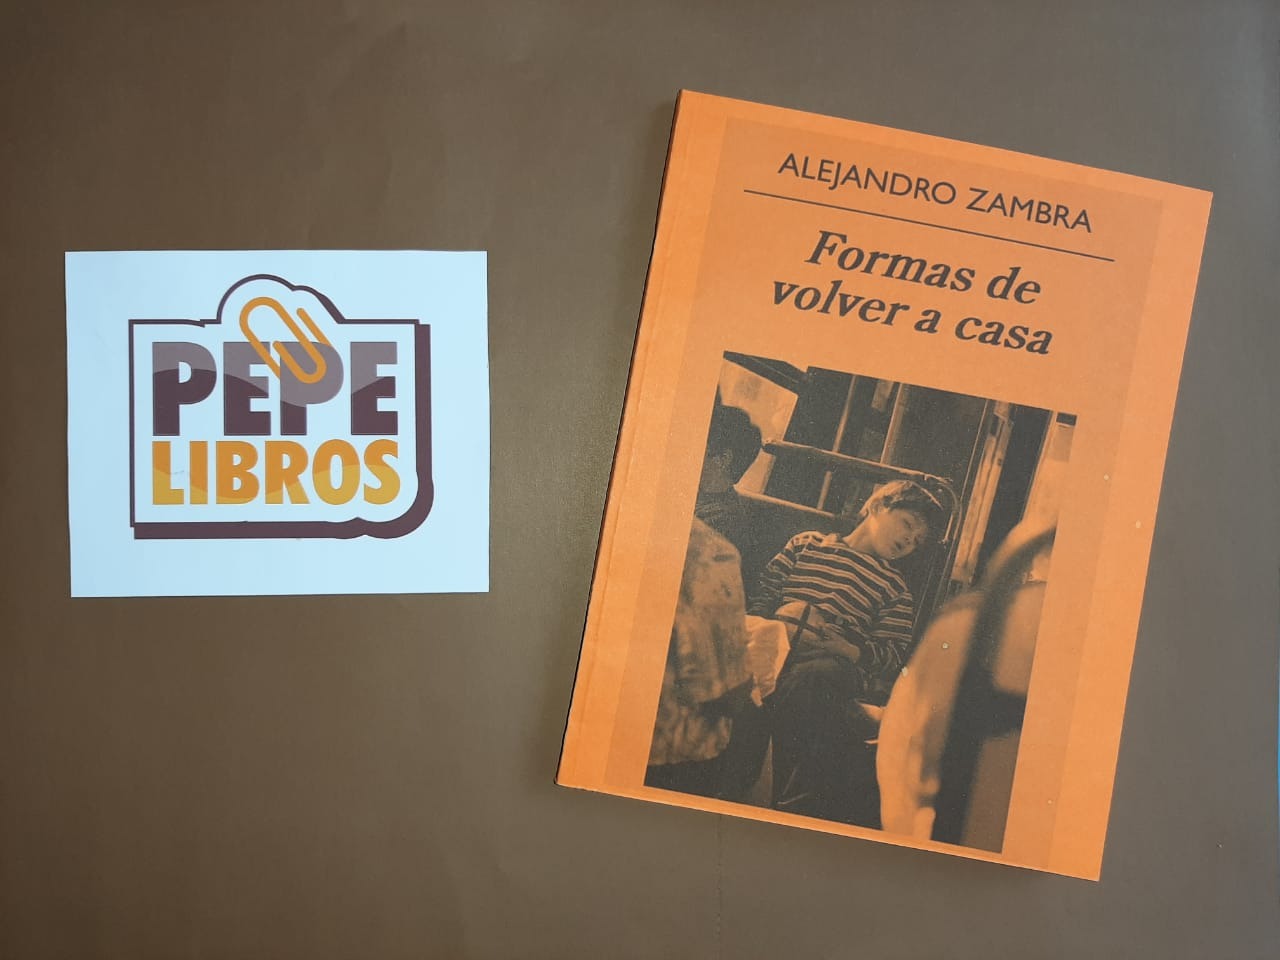 PEPE
LIBROS
ALEJANDRO ZAMBRA
Formas de
volver a casa